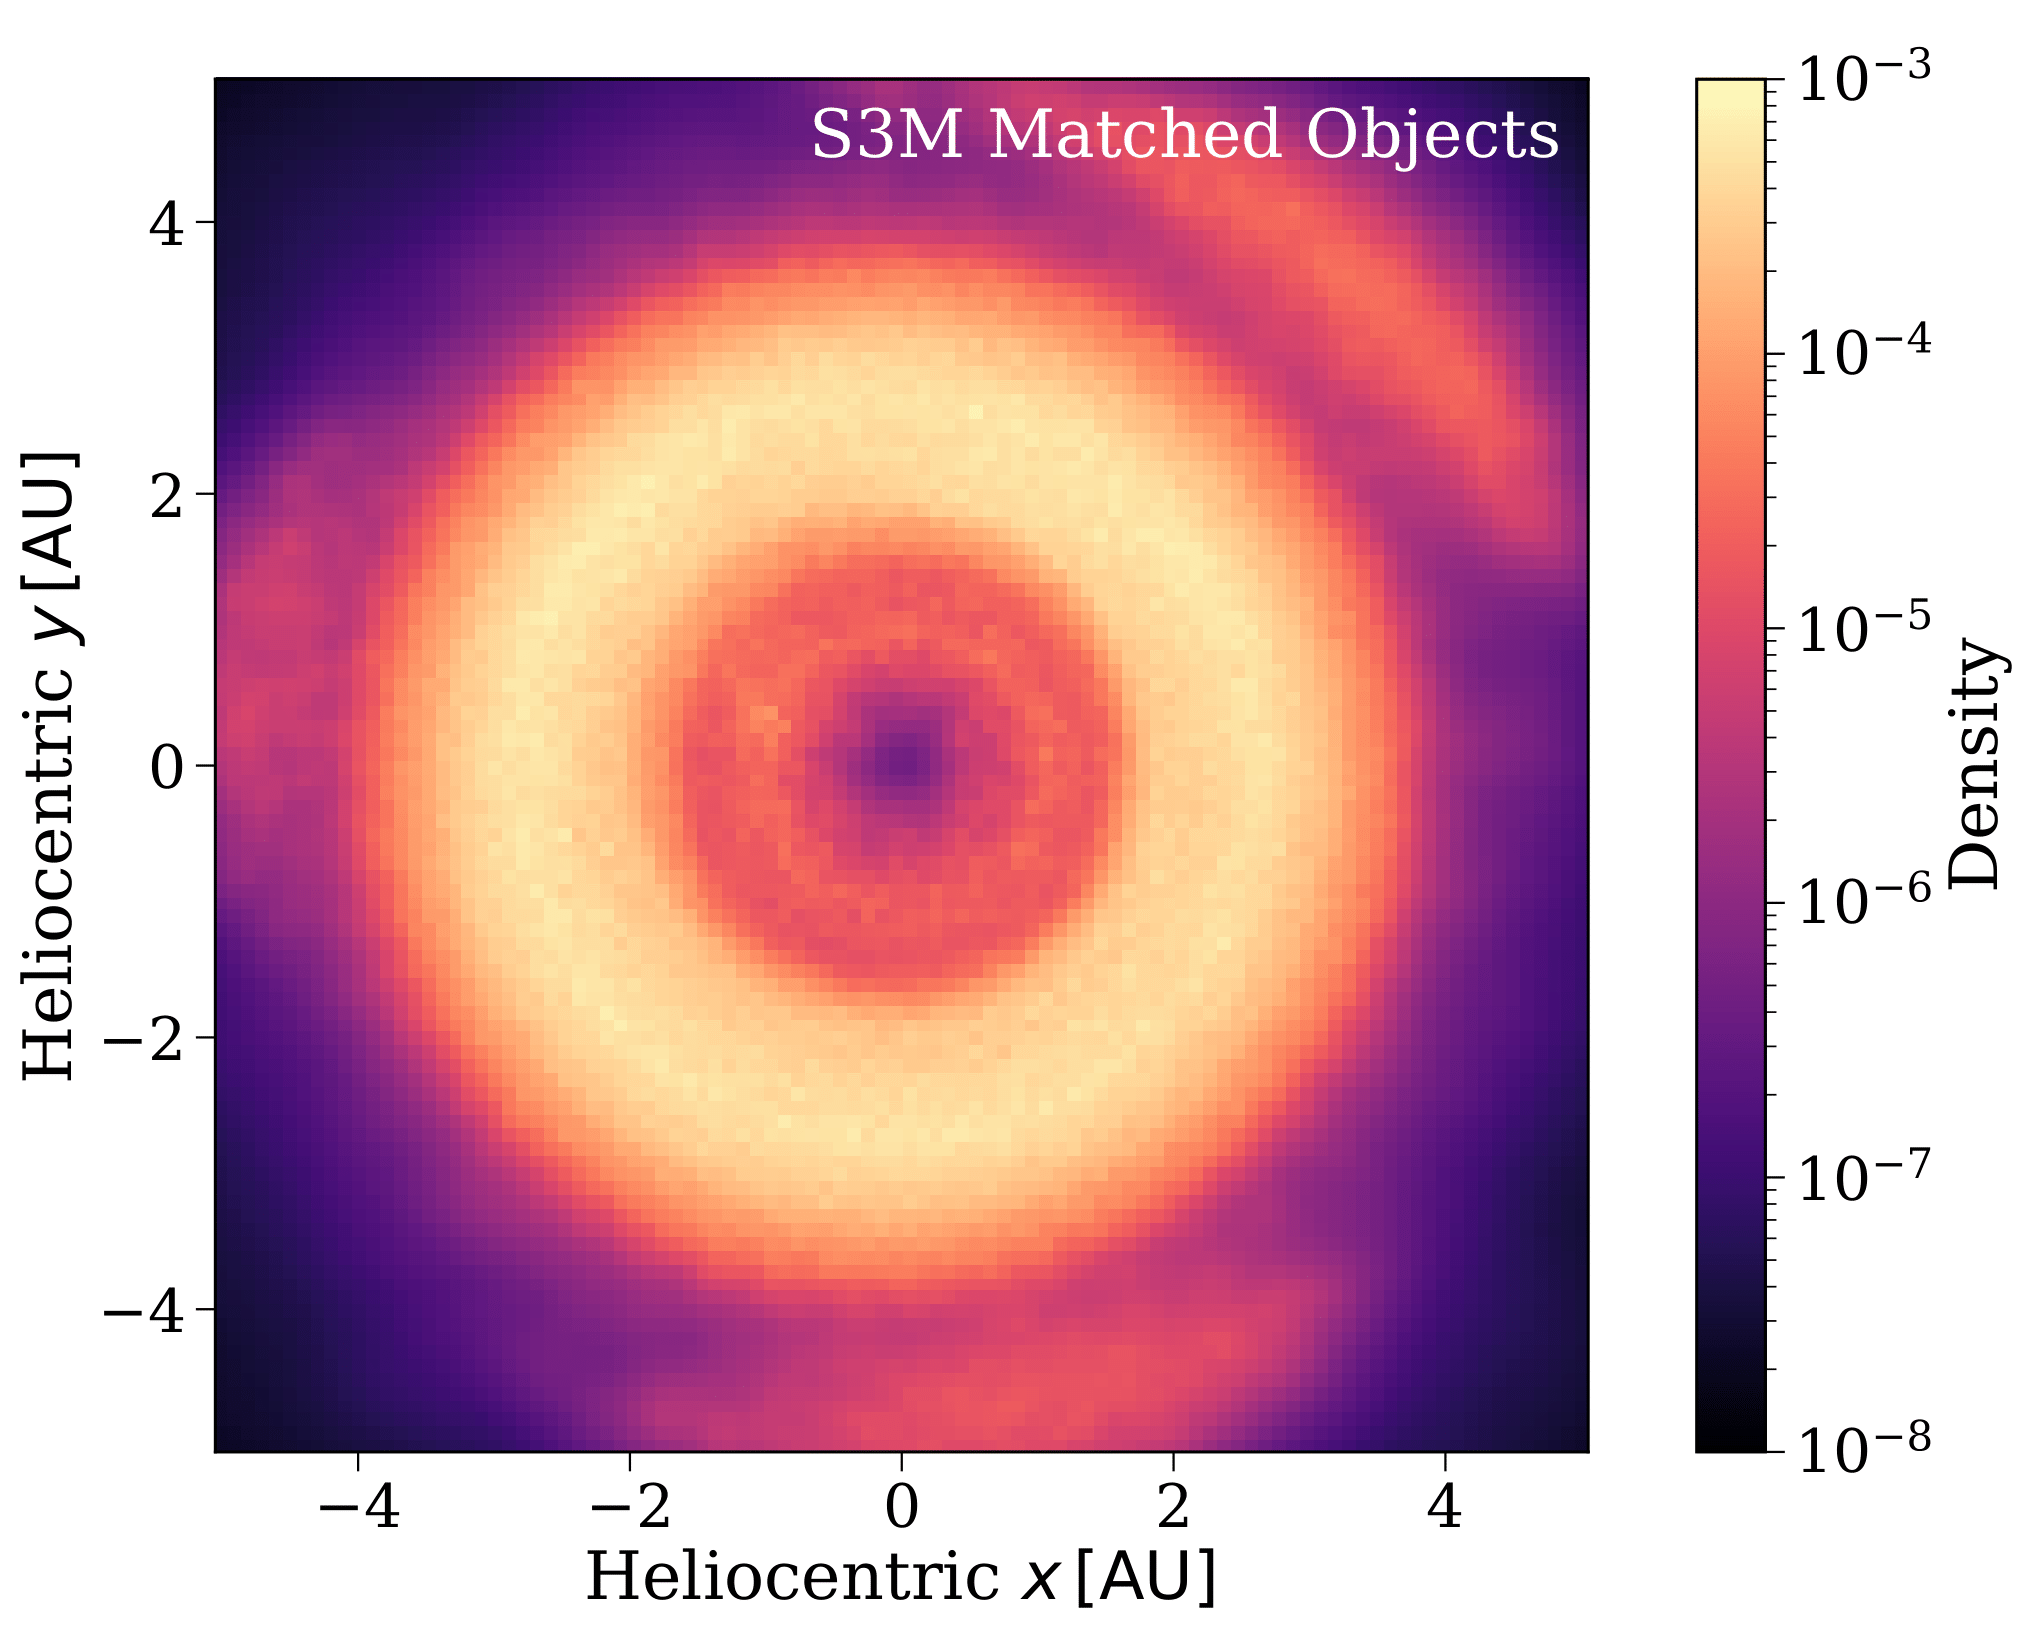 S3M Matched Objects
Heliocentric y [AU]
4
2
0
−2
−4
−4 −2 0 2 4
Heliocentric x [AU]
10⁻³
10⁻⁴
10⁻⁵
10⁻⁶
10⁻⁷
10⁻⁸
Density